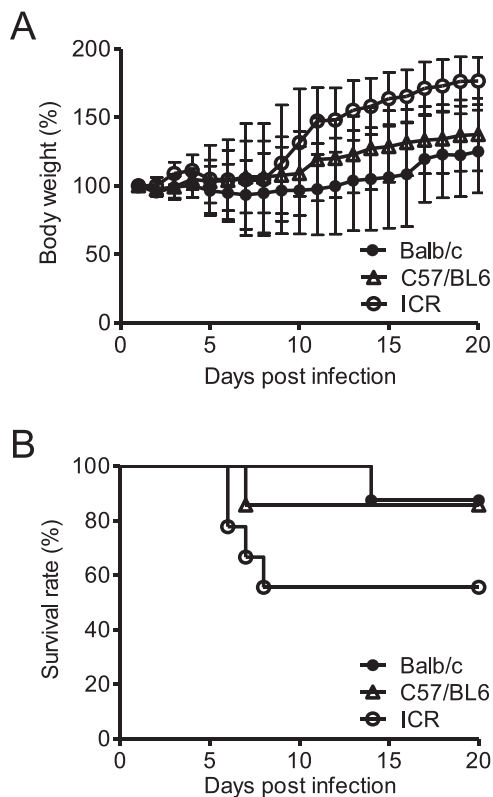 A
200
150
100
50
0
Body weight (%)
Balb/c
C57/BL6
ICR
0 5 10 15 20
Days post infection
B
100
80
60
40
20
0
Survival rate (%)
Balb/c
C57/BL6
ICR
0 5 10 15 20
Days post infection